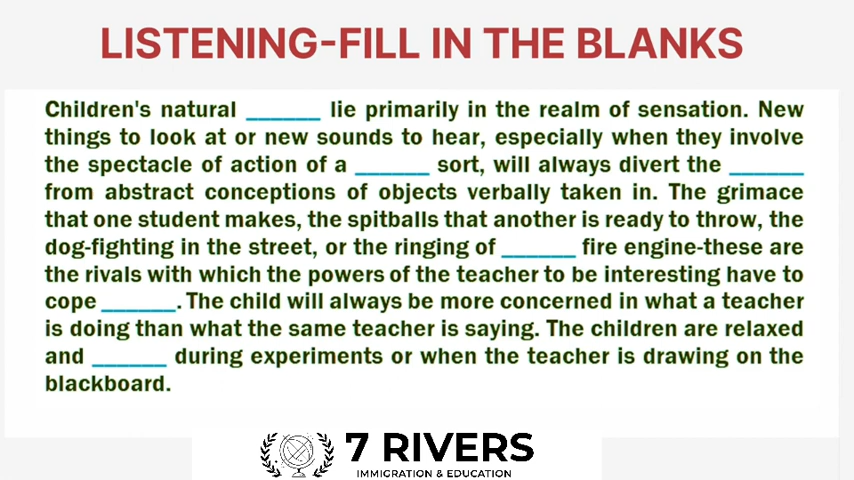 LISTENING-FILL IN THE BLANKS
Children's natural ______ lie primarily in the realm of sensation. New
things to look at or new sounds to hear, especially when they involve
the spectacle of action of a ______ sort, will always divert the ______
from abstract conceptions of objects verbally taken in. The grimace
that one student makes, the spitballs that another is ready to throw, the
dog-fighting in the street, or the ringing of ______ fire engine-these are
the rivals with which the powers of the teacher to be interesting have to
cope ______. The child will always be more concerned in what a teacher
is doing than what the same teacher is saying. The children are relaxed
and ______ during experiments or when the teacher is drawing on the
blackboard.
7 RIVERS
IMMIGRATION & EDUCATION